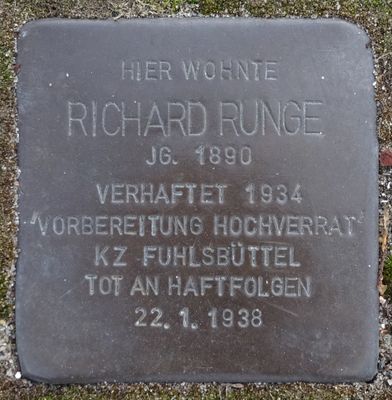 HIER WOHNTE
RICHARD RUNGE
JG. 1890
VERHAFTET 1934
'VORBEREITUNG HOCHVERRAT'
KZ FUHLSBÜTTEL
TOT AN HAFTFOLGEN
22.1.1938